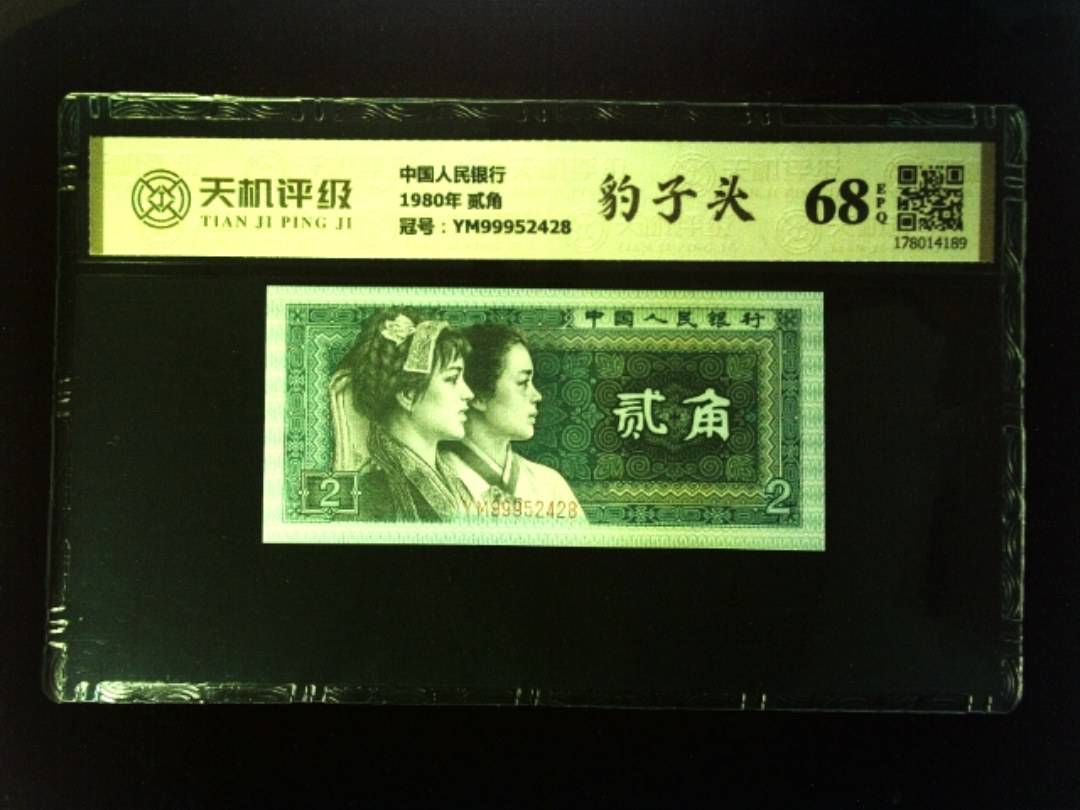 天机评级
TIAN JI PING JI
中国人民银行
1980年 贰角
冠号：YM99952428
豹子头
68
EPQ
178014189
中国人民银行
贰角
2
YM99952428
2